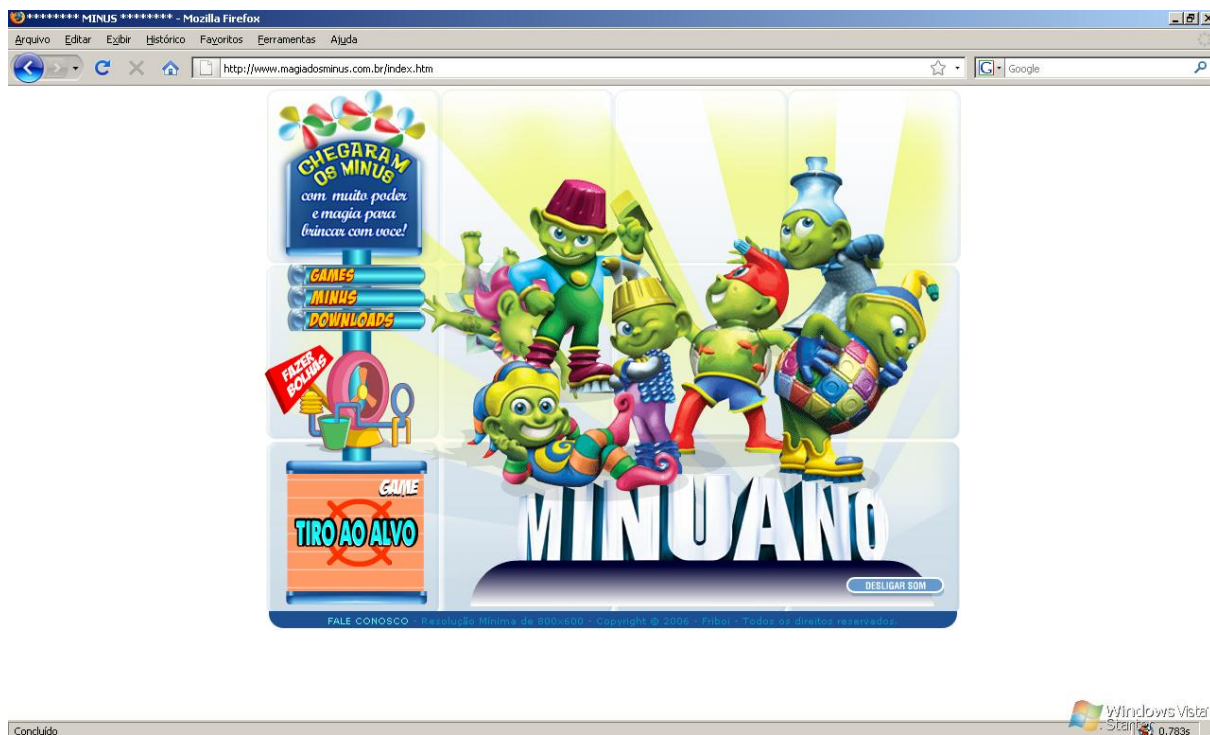 ******** MINUS ******** - Mozilla Firefox
Arquivo Editar Exibir Histórico Favoritos Ferramentas Ajuda
http://www.magiadosminus.com.br/index.htm
G Google
CHEGARAM
OS MINUS
com muito poder
e magia para
brincar com voce!
GAMES
MINUS
DOWNLOADS
FAZER
BOLHAS
GAME
TIRO AO ALVO
MINUANO
DESLIGAR SOM
FALE CONOSCO - Resolução Mínima de 800x600 - Copyright © 2006 - Friboi - Todos os direitos reservados.
Windows Vista
Starter
Concluído
0.783s